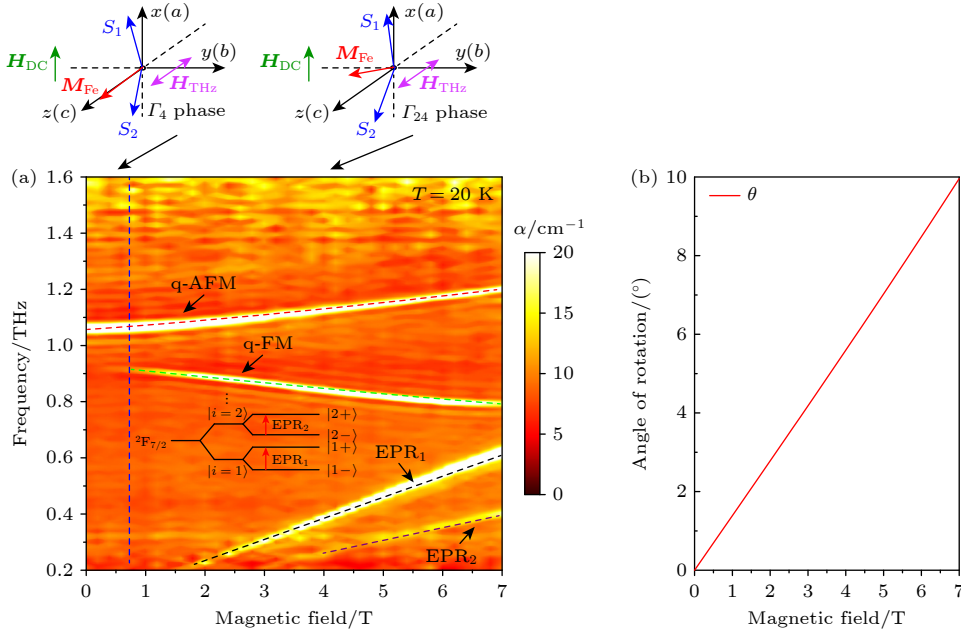 x(a)
S1
HDC
y(b)
MFe
HTHz
z(c)
S2
Γ4 phase
x(a)
S1
HDC
y(b)
MFe
HTHz
z(c)
S2
Γ24 phase
(a)
T = 20 K
q-AFM
q-FM
⋮
²F7/2
|i=2⟩
|i=1⟩
EPR2
EPR1
|2+⟩
|2−⟩
|1+⟩
|1−⟩
EPR1
EPR2
1.6
1.4
1.2
1.0
0.8
0.6
0.4
0.2
Frequency/THz
0 1 2 3 4 5 6 7
Magnetic field/T
α/cm−1
20
15
10
5
0
(b)
θ
10
8
6
4
2
0
Angle of rotation/(°)
0 1 2 3 4 5 6 7
Magnetic field/T